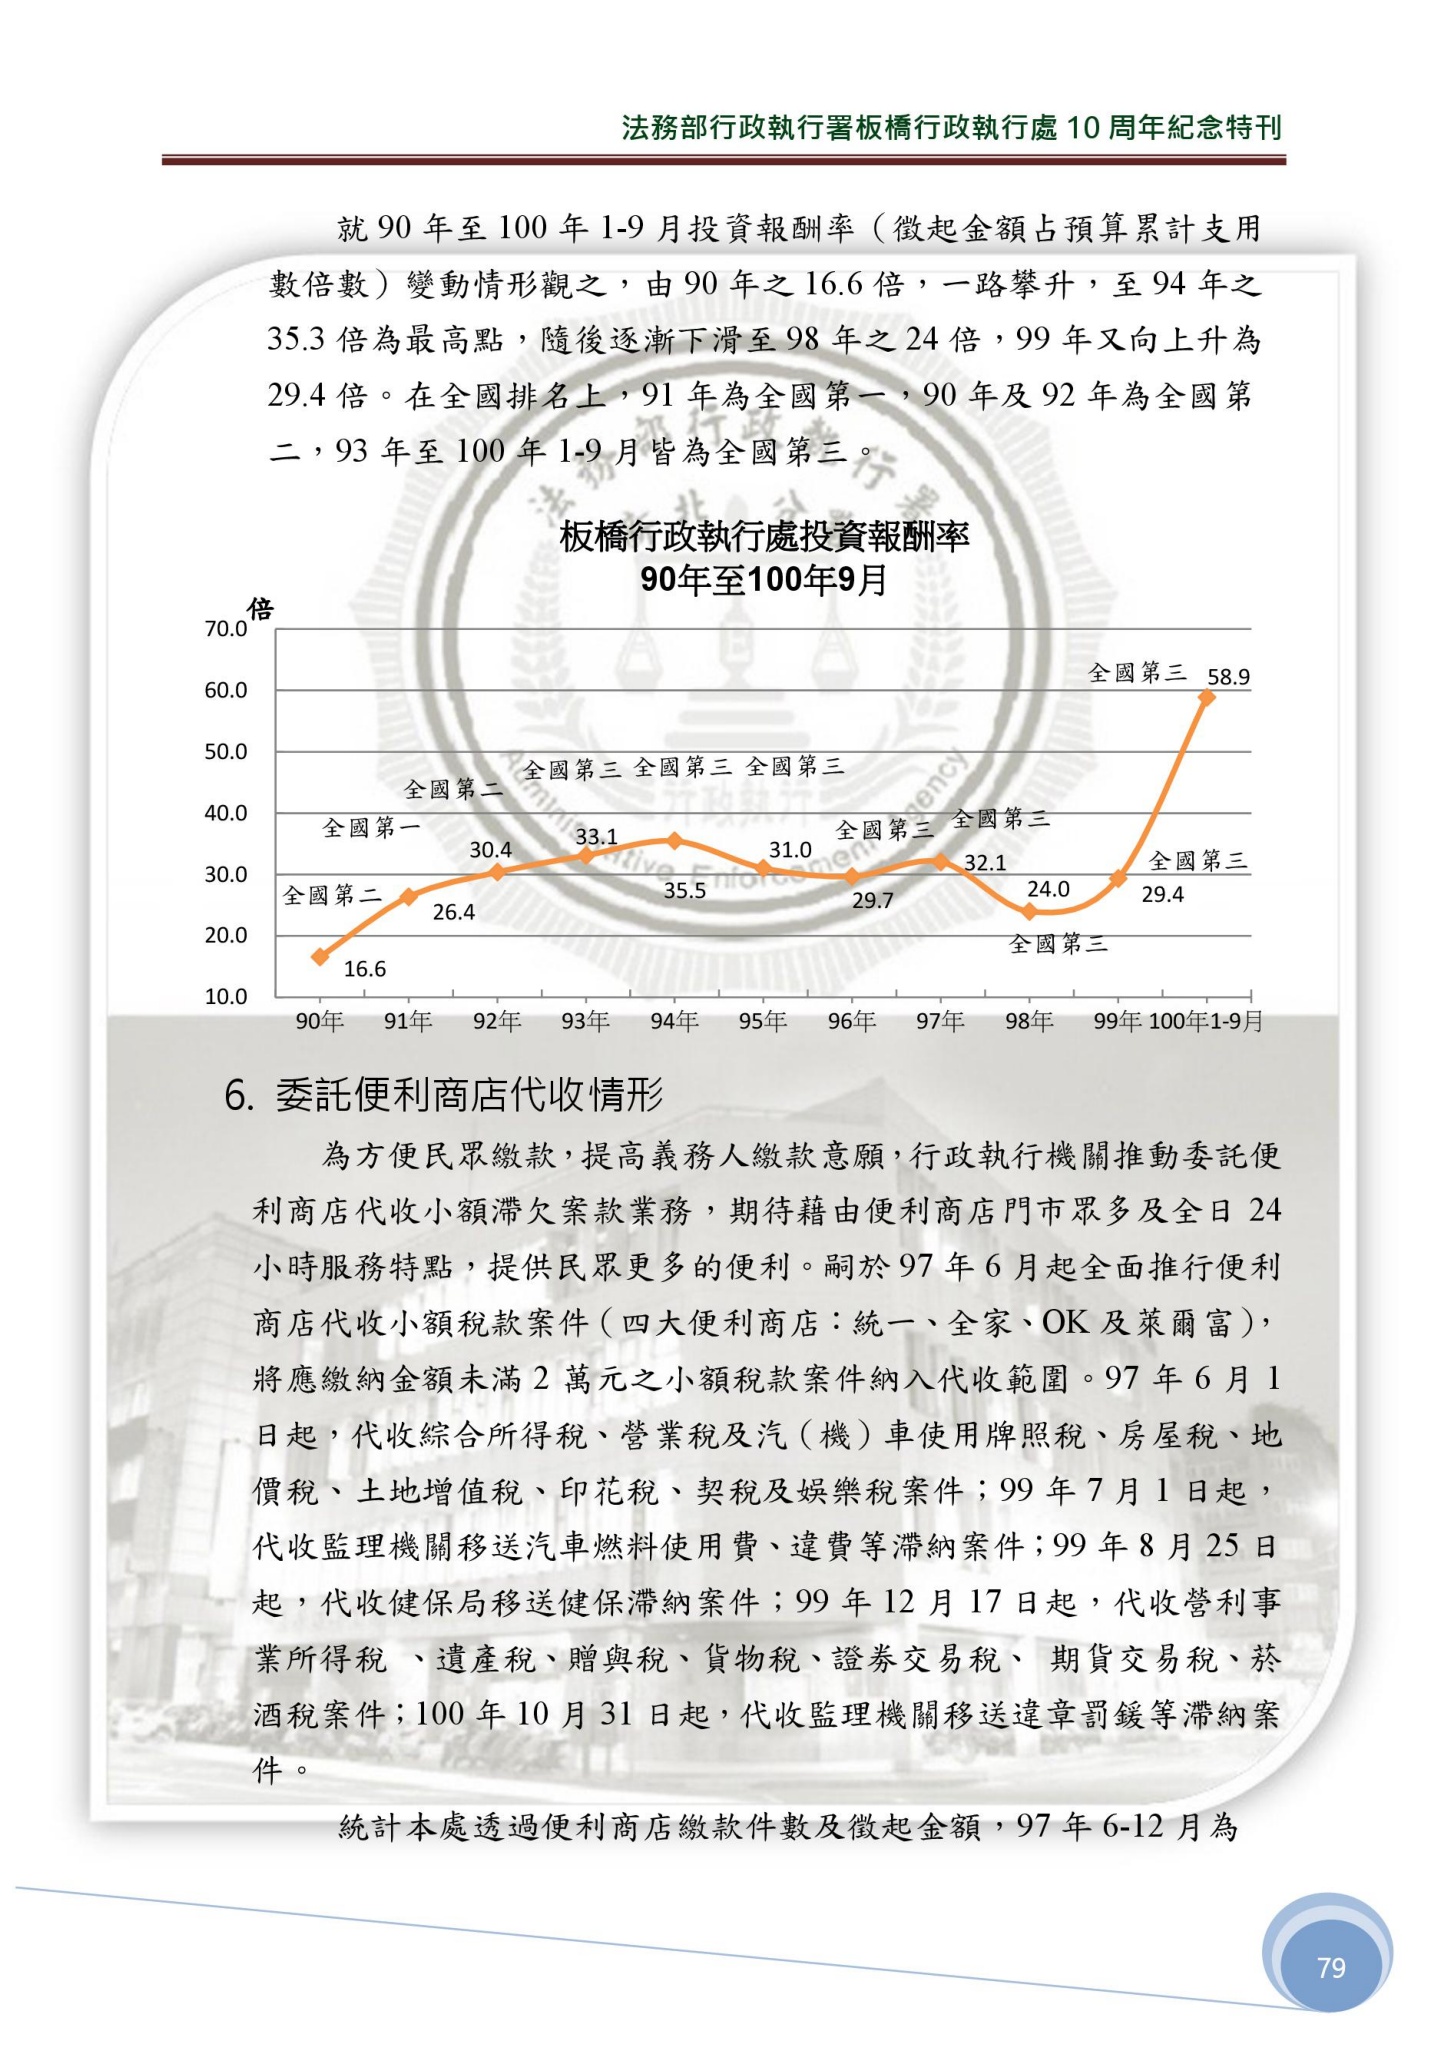 法務部行政執行署板橋行政執行處 10 周年紀念特刊
就 90 年至 100 年 1-9 月投資報酬率（徵起金額占預算累計支用
數倍數）變動情形觀之，由 90 年之 16.6 倍，一路攀升，至 94 年之
35.3 倍為最高點，隨後逐漸下滑至 98 年之 24 倍，99 年又向上升為
29.4 倍。在全國排名上，91 年為全國第一，90 年及 92 年為全國第
二，93 年至 100 年 1-9 月皆為全國第三。
法務部行政執行署
北 分
板橋行政執行處投資報酬率
90年至100年9月
倍
70.0
60.0
50.0
40.0
30.0
20.0
10.0
全國第三 58.9
全國第三 全國第三 全國第三
全國第二
全國第一
全國第三
全國第三
33.1
30.4
31.0
32.1
全國第三
全國第二
35.5
24.0
29.4
29.7
26.4
全國第三
16.6
行政執行
Administrative Enforcement Agency
90年 91年 92年 93年 94年 95年 96年 97年 98年 99年 100年1-9月
6. 委託便利商店代收情形
為方便民眾繳款，提高義務人繳款意願，行政執行機關推動委託便
利商店代收小額滯欠案款業務，期待藉由便利商店門市眾多及全日 24
小時服務特點，提供民眾更多的便利。嗣於 97 年 6 月起全面推行便利
商店代收小額稅款案件（四大便利商店：統一、全家、OK 及萊爾富），
將應繳納金額未滿 2 萬元之小額稅款案件納入代收範圍。97 年 6 月 1
日起，代收綜合所得稅、營業稅及汽（機）車使用牌照稅、房屋稅、地
價稅、土地增值稅、印花稅、契稅及娛樂稅案件；99 年 7 月 1 日起，
代收監理機關移送汽車燃料使用費、違費等滯納案件；99 年 8 月 25 日
起，代收健保局移送健保滯納案件；99 年 12 月 17 日起，代收營利事
業所得稅 、遺產稅、贈與稅、貨物稅、證券交易稅、 期貨交易稅、菸
酒稅案件；100 年 10 月 31 日起，代收監理機關移送違章罰鍰等滯納案
件。
統計本處透過便利商店繳款件數及徵起金額，97 年 6-12 月為
79